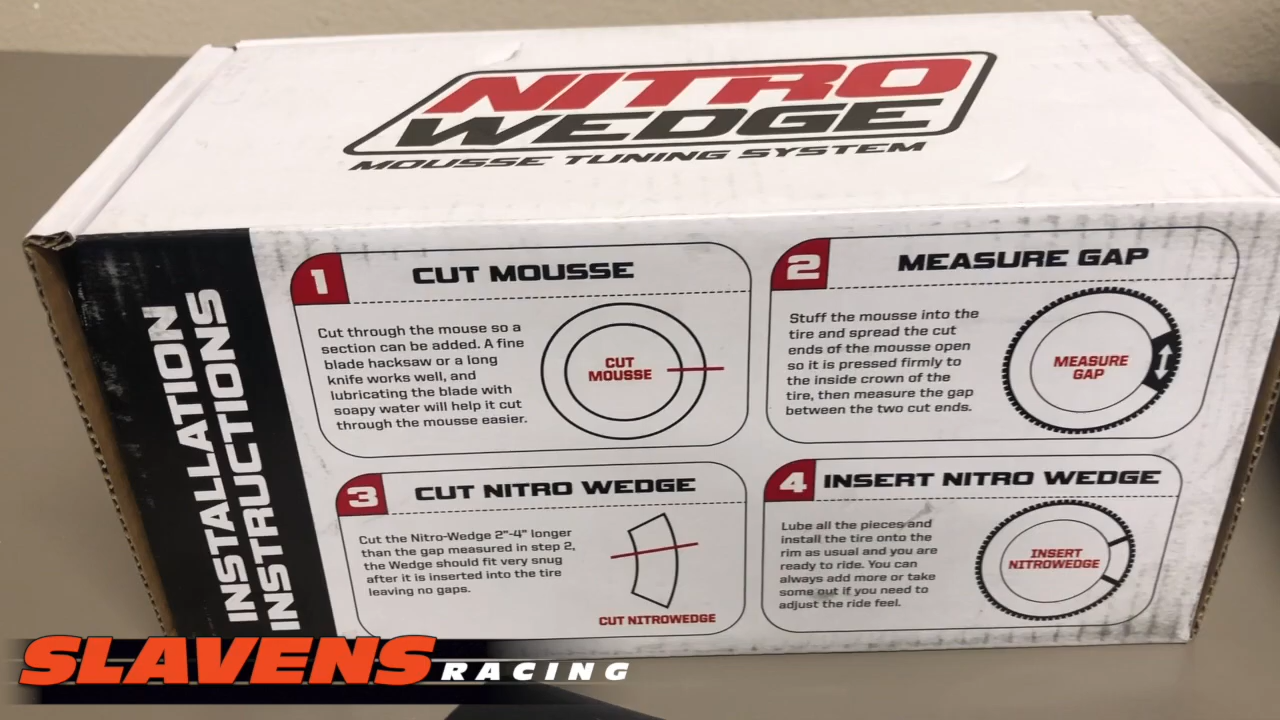 NITRO
WEDGE
MOUSSE TUNING SYSTEM
INSTALLATION
INSTRUCTIONS
1 CUT MOUSSE
Cut through the mouse so a
section can be added. A fine
blade hacksaw or a long
knife works well, and
lubricating the blade with
soapy water will help it cut
through the mousse easier.
CUT
MOUSSE
2 MEASURE GAP
Stuff the mousse into the
tire and spread the cut
ends of the mousse open
so it is pressed firmly to
the inside crown of the
tire, then measure the gap
between the two cut ends.
MEASURE
GAP
3 CUT NITRO WEDGE
Cut the Nitro-Wedge 2"-4" longer
than the gap measured in step 2,
the Wedge should fit very snug
after it is inserted into the tire
leaving no gaps.
CUT NITROWEDGE
4 INSERT NITRO WEDGE
Lube all the pieces and
install the tire onto the
rim as usual and you are
ready to ride. You can
always add more or take
some out if you need to
adjust the ride feel.
INSERT
NITROWEDGE
SLAVENS RACING